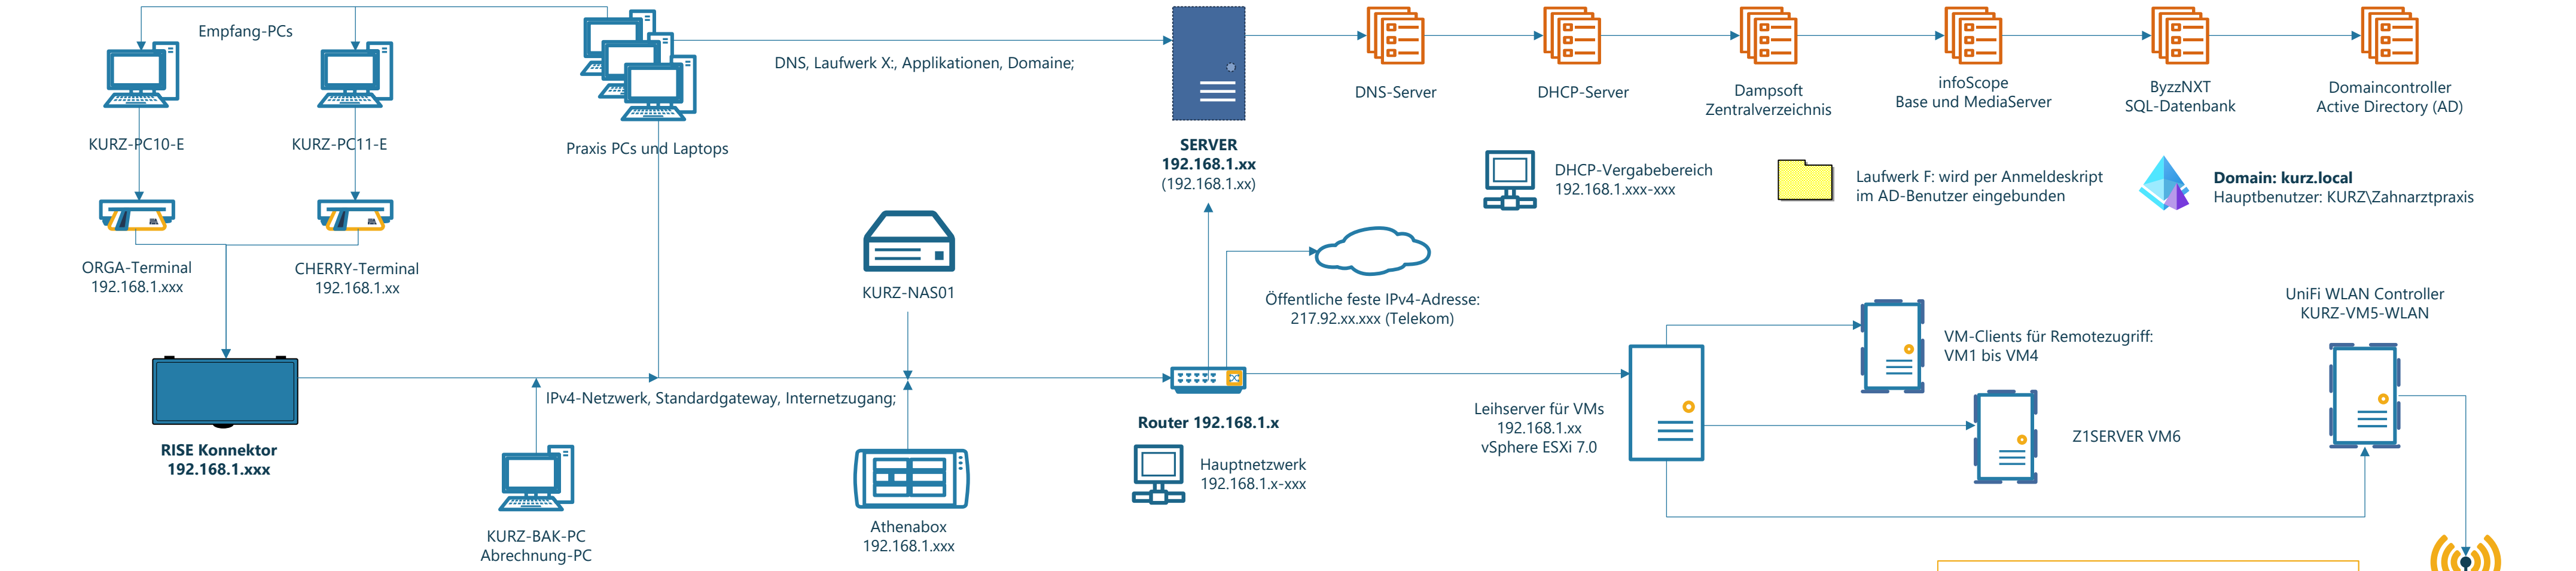 Empfang-PCs
KURZ-PC10-E
KURZ-PC11-E
Praxis PCs und Laptops
DNS, Laufwerk X:, Applikationen, Domaine;
SERVER
192.168.1.xx
(192.168.1.xx)
DNS-Server
DHCP-Server
Dampsoft
Zentralverzeichnis
infoScope
Base und MediaServer
ByzzNXT
SQL-Datenbank
Domaincontroller
Active Directory (AD)
DHCP-Vergabebereich
192.168.1.xxx-xxx
Laufwerk F: wird per Anmeldeskript
im AD-Benutzer eingebunden
Domain: kurz.local
Hauptbenutzer: KURZ\Zahnarztpraxis
ORGA-Terminal
192.168.1.xxx
CHERRY-Terminal
192.168.1.xx
KURZ-NAS01
Öffentliche feste IPv4-Adresse:
217.92.xx.xxx (Telekom)
UniFi WLAN Controller
KURZ-VM5-WLAN
VM-Clients für Remotezugriff:
VM1 bis VM4
IPv4-Netzwerk, Standardgateway, Internetzugang;
RISE Konnektor
192.168.1.xxx
Router 192.168.1.x
Hauptnetzwerk
192.168.1.x-xxx
Leihserver für VMs
192.168.1.xx
vSphere ESXi 7.0
Z1SERVER VM6
KURZ-BAK-PC
Abrechnung-PC
Athenabox
192.168.1.xxx